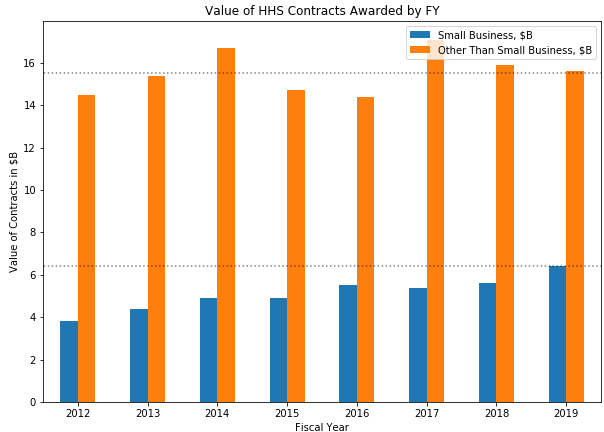 Value of HHS Contracts Awarded by FY
Small Business, $B
Other Than Small Business, $B
Value of Contracts in $B
16
14
12
10
8
6
4
2
0
2012 2013 2014 2015 2016 2017 2018 2019
Fiscal Year